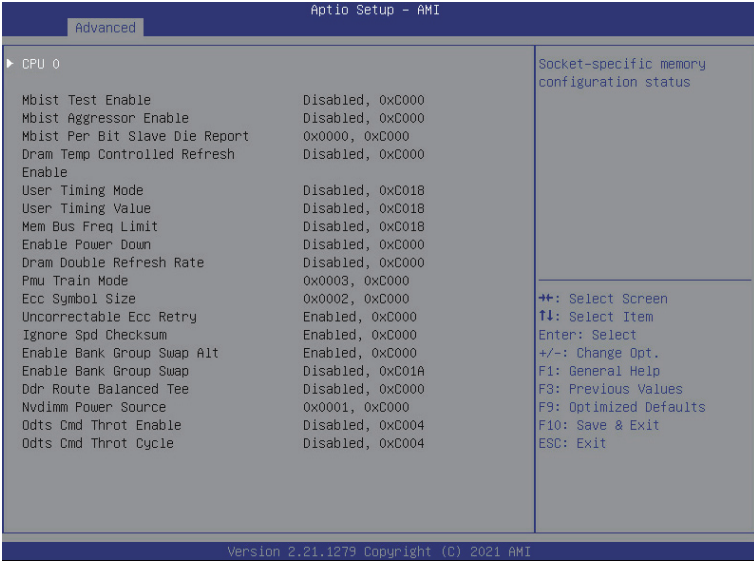 Aptio Setup – AMI
Advanced
▶ CPU 0
Mbist Test Enable Disabled, 0xC000
Mbist Aggressor Enable Disabled, 0xC000
Mbist Per Bit Slave Die Report 0x0000, 0xC000
Dram Temp Controlled Refresh Disabled, 0xC000
Enable
User Timing Mode Disabled, 0xC018
User Timing Value Disabled, 0xC018
Mem Bus Freq Limit Disabled, 0xC018
Enable Power Down Disabled, 0xC000
Dram Double Refresh Rate Disabled, 0xC000
Pmu Train Mode 0x0003, 0xC000
Ecc Symbol Size 0x0002, 0xC000
Uncorrectable Ecc Retry Enabled, 0xC000
Ignore Spd Checksum Enabled, 0xC000
Enable Bank Group Swap Alt Enabled, 0xC000
Enable Bank Group Swap Disabled, 0xC01A
Ddr Route Balanced Tee Disabled, 0xC000
Nvdimm Power Source 0x0001, 0xC000
Odts Cmd Throt Enable Disabled, 0xC004
Odts Cmd Throt Cycle Disabled, 0xC004
Socket-specific memory
configuration status
→←: Select Screen
↑↓: Select Item
Enter: Select
+/-: Change Opt.
F1: General Help
F3: Previous Values
F9: Optimized Defaults
F10: Save & Exit
ESC: Exit
Version 2.21.1279 Copyright (C) 2021 AMI